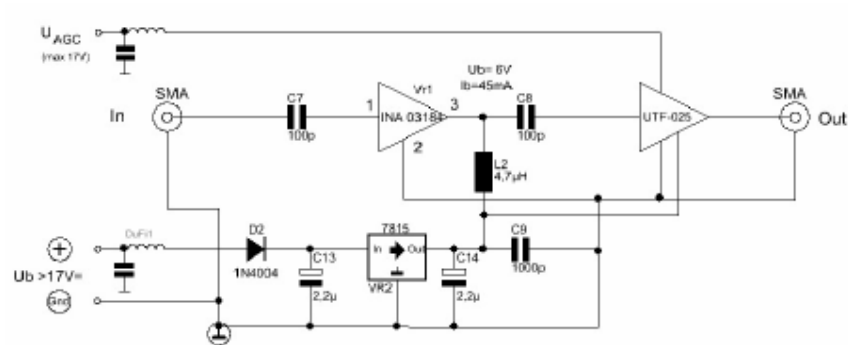 U AGC
(max 17V)
SMA
In
C7
100p
1
Vr1
INA 03184
3
2
Ub= 6V
Ib=45mA
C8
100p
UTF-025
SMA
Out
L2
4,7µH
DuFi1
D2
1N4004
C13
2,2µ
7815
In
Out
VR2
C14
2,2µ
C9
1000p
Ub >17V=
Gnd